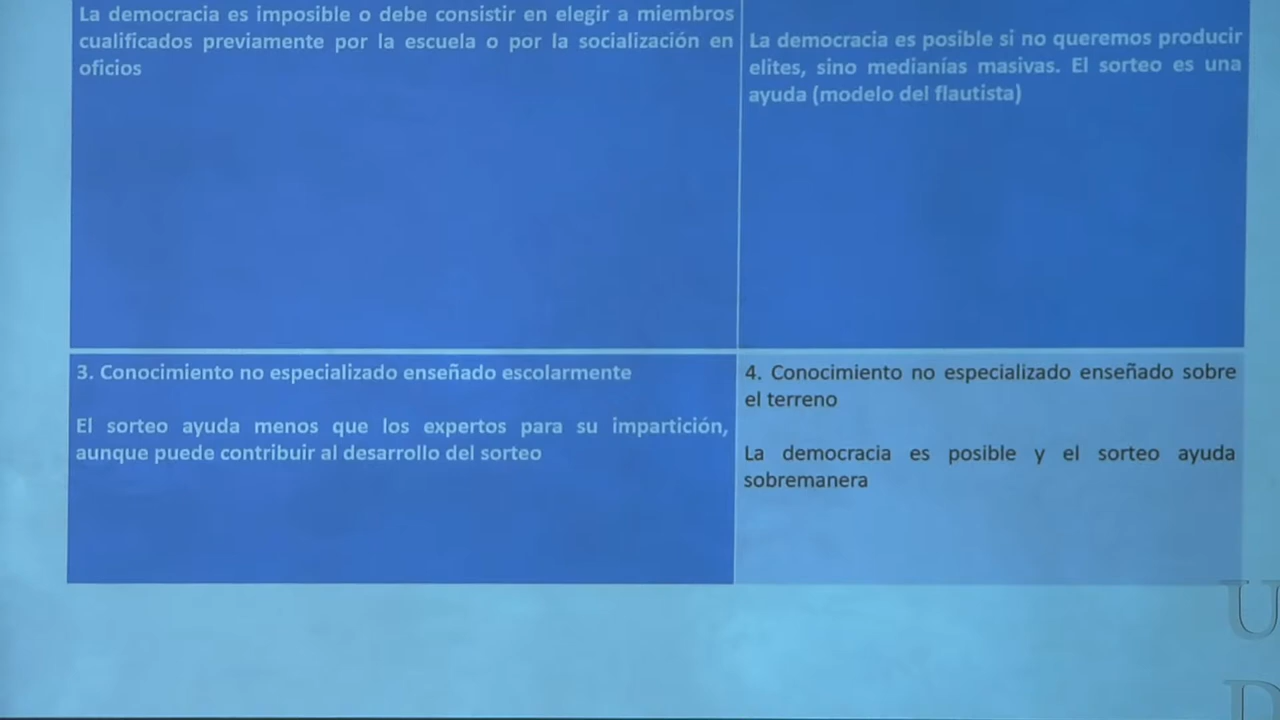 La democracia es imposible o debe consistir en elegir a miembros
cualificados previamente por la escuela o por la socialización en
oficios
La democracia es posible si no queremos producir
elites, sino medianías masivas. El sorteo es una
ayuda (modelo del flautista)
3. Conocimiento no especializado enseñado escolarmente
El sorteo ayuda menos que los expertos para su impartición,
aunque puede contribuir al desarrollo del sorteo
4. Conocimiento no especializado enseñado sobre
el terreno
La democracia es posible y el sorteo ayuda
sobremanera
U
D